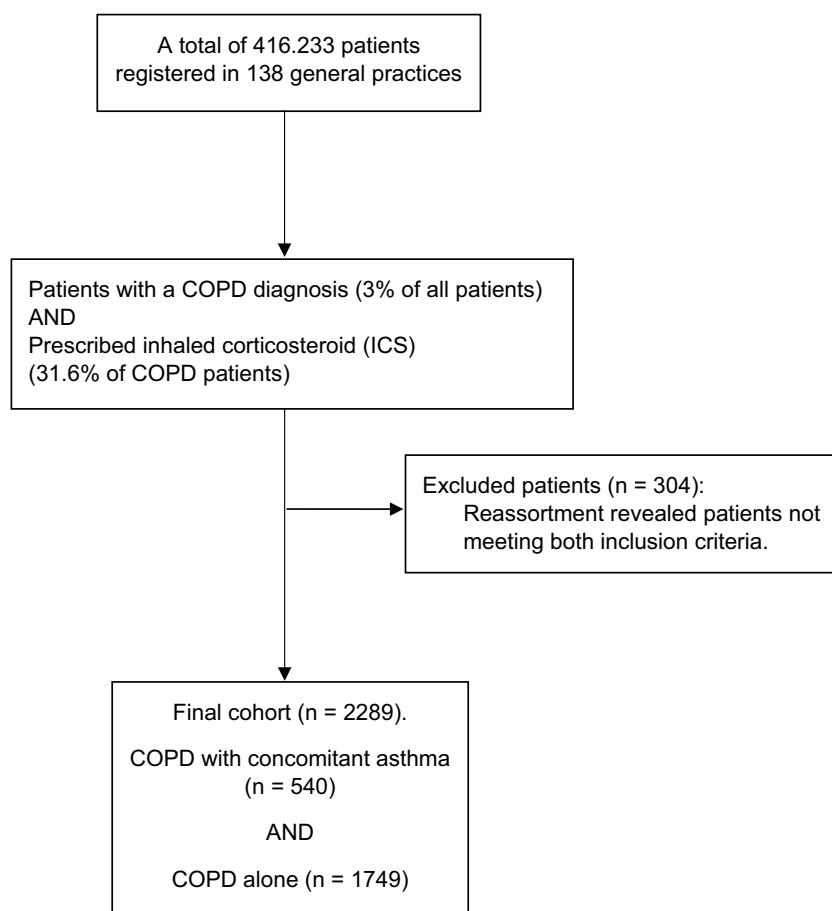 A total of 416.233 patients
registered in 138 general practices
Patients with a COPD diagnosis (3% of all patients)
AND
Prescribed inhaled corticosteroid (ICS)
(31.6% of COPD patients)
Excluded patients (n = 304):
Reassortment revealed patients not
meeting both inclusion criteria.
Final cohort (n = 2289).
COPD with concomitant asthma
(n = 540)
AND
COPD alone (n = 1749)